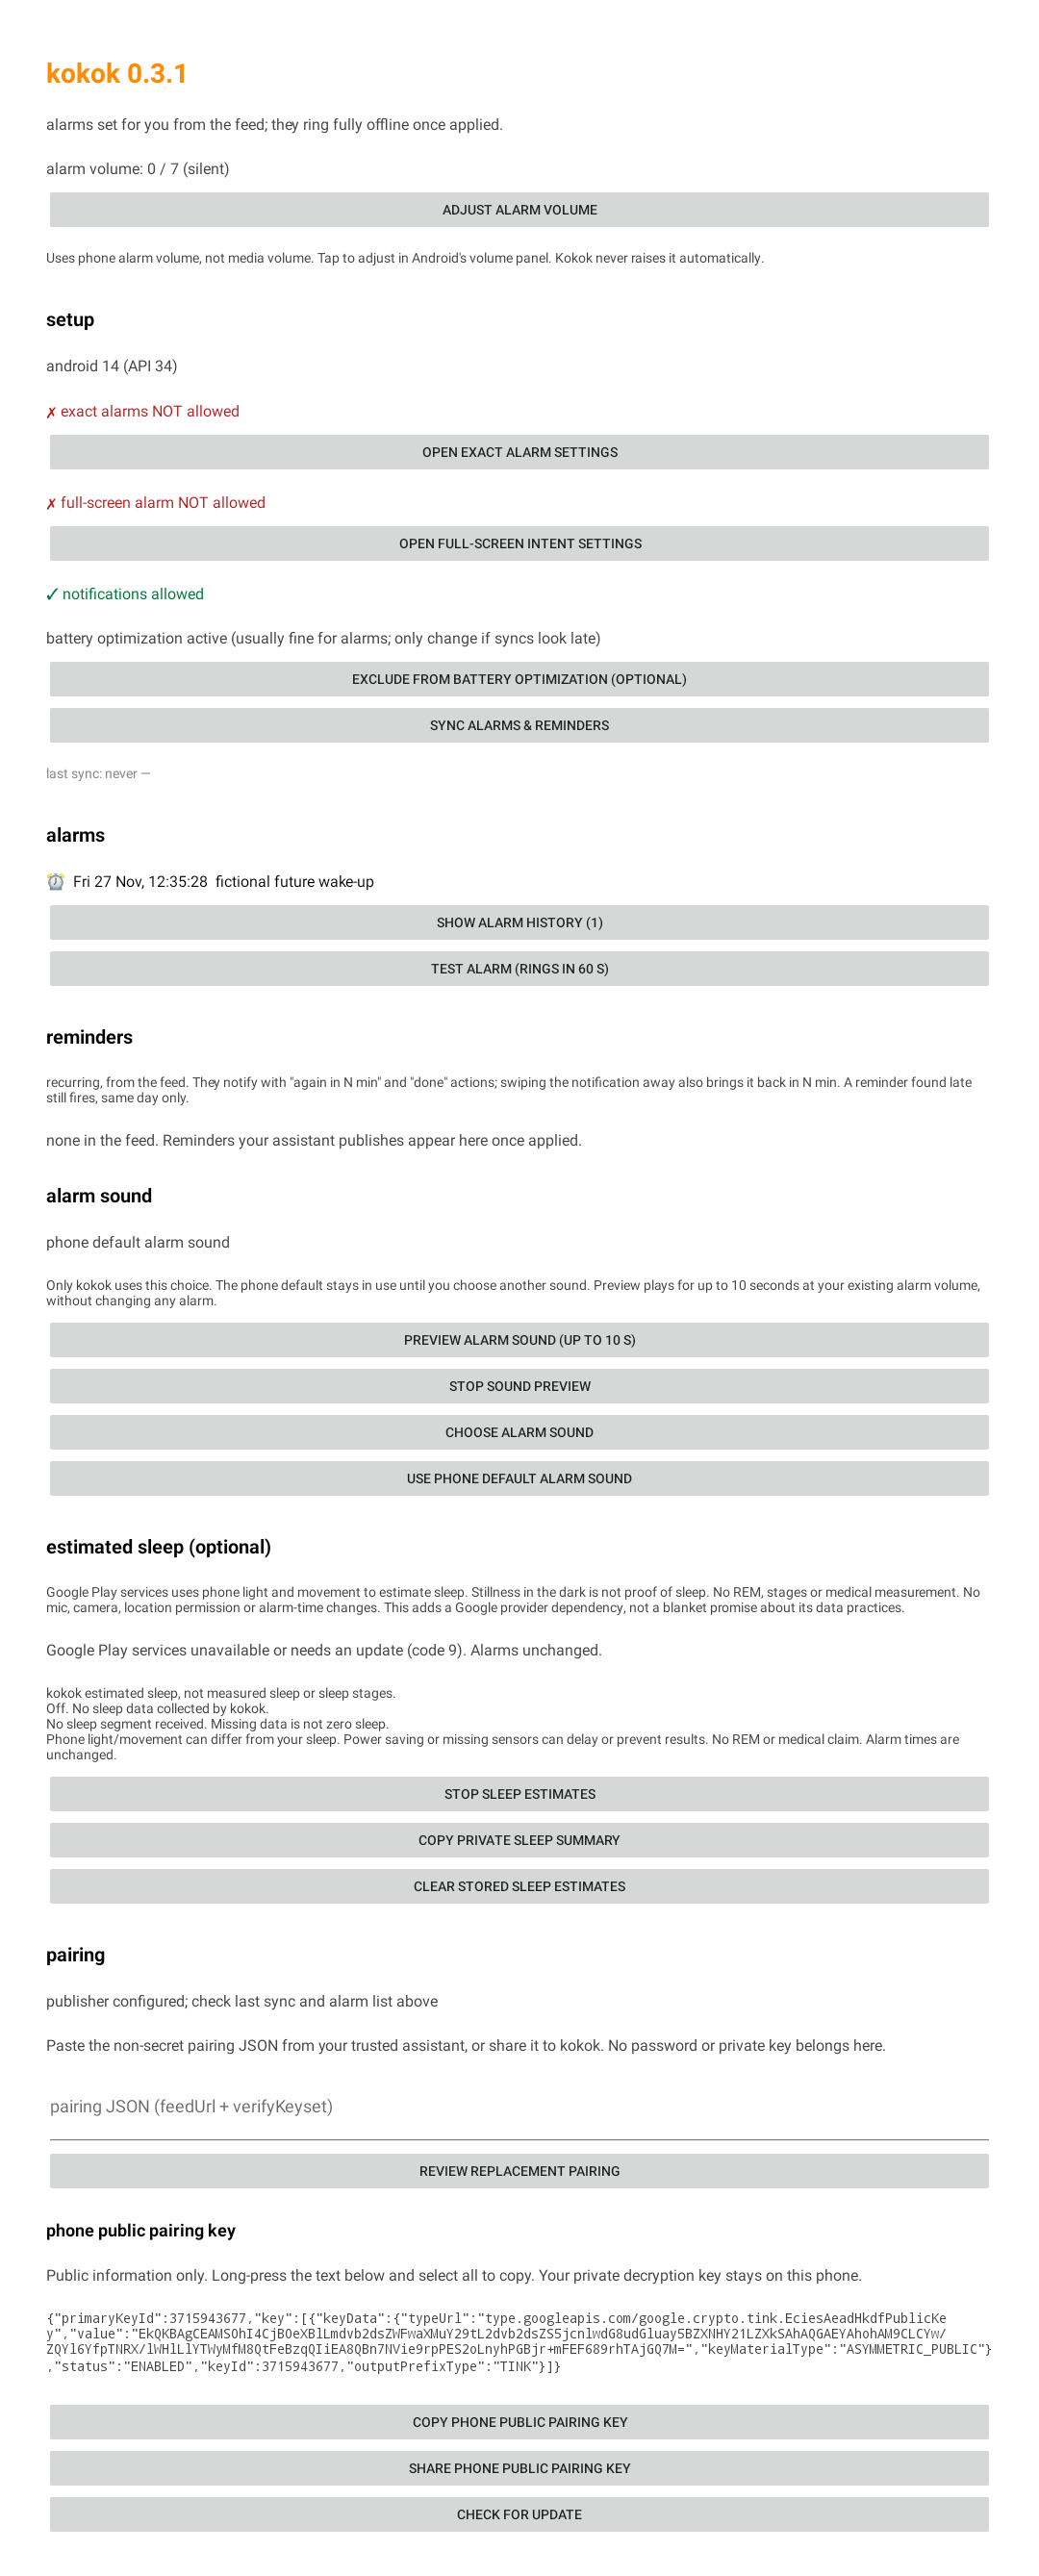 kokok 0.3.1
alarms set for you from the feed; they ring fully offline once applied.
alarm volume: 0 / 7 (silent)
ADJUST ALARM VOLUME
Uses phone alarm volume, not media volume. Tap to adjust in Android's volume panel. Kokok never raises it automatically.
setup
android 14 (API 34)
✗ exact alarms NOT allowed
OPEN EXACT ALARM SETTINGS
✗ full-screen alarm NOT allowed
OPEN FULL-SCREEN INTENT SETTINGS
✓ notifications allowed
battery optimization active (usually fine for alarms; only change if syncs look late)
EXCLUDE FROM BATTERY OPTIMIZATION (OPTIONAL)
SYNC ALARMS & REMINDERS
last sync: never —
alarms
⏰ Fri 27 Nov, 12:35:28 fictional future wake-up
SHOW ALARM HISTORY (1)
TEST ALARM (RINGS IN 60 S)
reminders
recurring, from the feed. They notify with "again in N min" and "done" actions; swiping the notification away also brings it back in N min. A reminder found late
still fires, same day only.
none in the feed. Reminders your assistant publishes appear here once applied.
alarm sound
phone default alarm sound
Only kokok uses this choice. The phone default stays in use until you choose another sound. Preview plays for up to 10 seconds at your existing alarm volume,
without changing any alarm.
PREVIEW ALARM SOUND (UP TO 10 S)
STOP SOUND PREVIEW
CHOOSE ALARM SOUND
USE PHONE DEFAULT ALARM SOUND
estimated sleep (optional)
Google Play services uses phone light and movement to estimate sleep. Stillness in the dark is not proof of sleep. No REM, stages or medical measurement. No
mic, camera, location permission or alarm-time changes. This adds a Google provider dependency, not a blanket promise about its data practices.
Google Play services unavailable or needs an update (code 9). Alarms unchanged.
kokok estimated sleep, not measured sleep or sleep stages.
Off. No sleep data collected by kokok.
No sleep segment received. Missing data is not zero sleep.
Phone light/movement can differ from your sleep. Power saving or missing sensors can delay or prevent results. No REM or medical claim. Alarm times are
unchanged.
STOP SLEEP ESTIMATES
COPY PRIVATE SLEEP SUMMARY
CLEAR STORED SLEEP ESTIMATES
pairing
publisher configured; check last sync and alarm list above
Paste the non-secret pairing JSON from your trusted assistant, or share it to kokok. No password or private key belongs here.
pairing JSON (feedUrl + verifyKeyset)
REVIEW REPLACEMENT PAIRING
phone public pairing key
Public information only. Long-press the text below and select all to copy. Your private decryption key stays on this phone.
{"primaryKeyId":3715943677,"key":[{"keyData":{"typeUrl":"type.googleapis.com/google.crypto.tink.EciesAeadHkdfPublicKe
y","value":"EkQKBAgCEAMSOhI4CjB0eXBlLmdvb2dsZWFwaXMuY29tL2dvb2dsZS5jcnlwdG8udGluay5BZXNHY21LZXkSAhAQGAEYAhohAM9CLCYw/
ZQYl6YfpTNRX/lWHlLlYTWyMfM8QtFeBzqQIiEA8QBn7NVie9rpPES2oLnyhPGBjr+mFEF689rhTAjGQ7M=","keyMaterialType":"ASYMMETRIC_PUBLIC"}
,"status":"ENABLED","keyId":3715943677,"outputPrefixType":"TINK"}]}
COPY PHONE PUBLIC PAIRING KEY
SHARE PHONE PUBLIC PAIRING KEY
CHECK FOR UPDATE